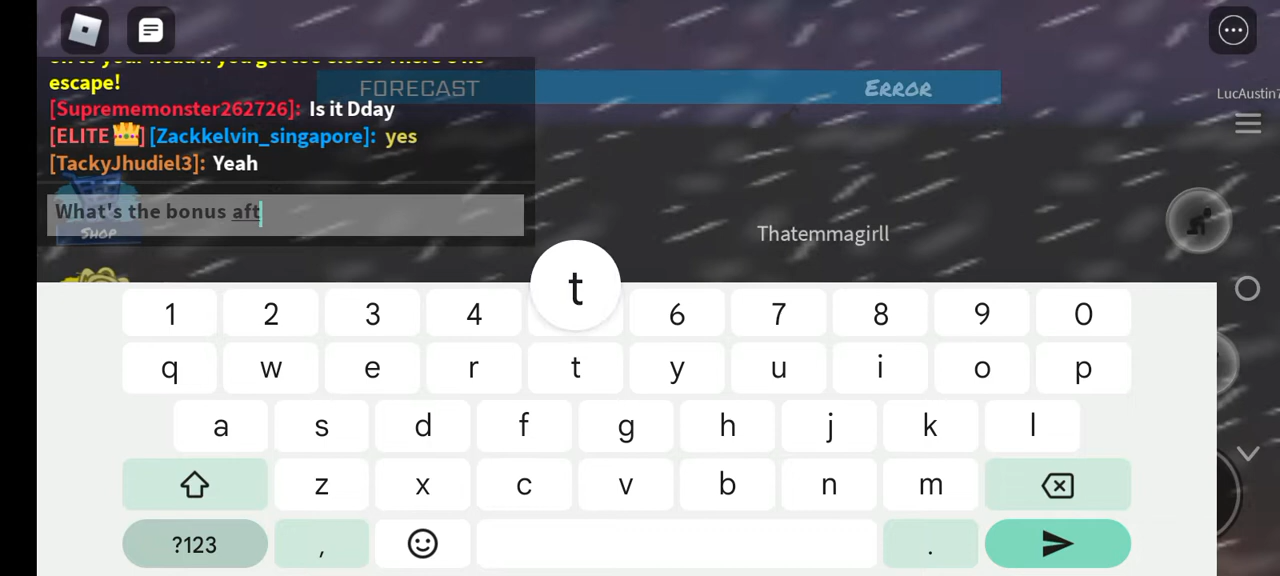 escape!
FORECAST
ERROR
[Suprememonster262726]: Is it Dday
[ELITE👑] [Zackkelvin_singapore]: yes
[TackyJhudiel3]: Yeah
What's the bonus aft
SHOP
LucAustin7
Thatemmagirll
t
1 2 3 4 6 7 8 9 0
q w e r t y u i o p
a s d f g h j k l
z x c v b n m
?123 , .